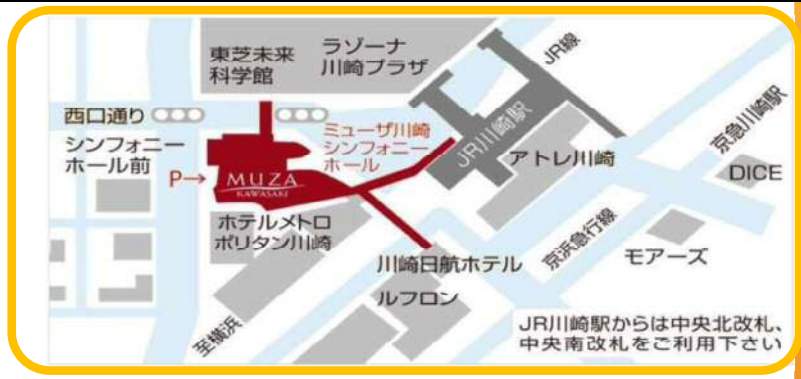 東芝未来
科学館
ラゾーナ
川崎プラザ
JR線
西口通り
シンフォニー
ホール前
ミューザ川崎
シンフォニー
ホール
JR川崎駅
アトレ川崎
京急川崎駅
DICE
P→
MUZA
KAWASAKI
ホテルメトロ
ポリタン川崎
川崎日航ホテル
京浜急行線
モアーズ
ルフロン
至横浜
JR川崎駅からは中央北改札、
中央南改札をご利用下さい